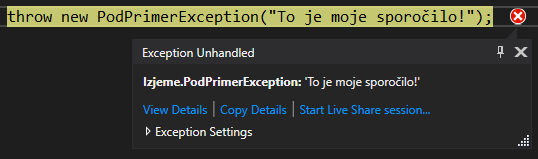 throw new PodPrimerException("To je moje sporočilo!");
Exception Unhandled
Izjeme.PodPrimerException: 'To je moje sporočilo!'
View Details | Copy Details | Start Live Share session...
Exception Settings